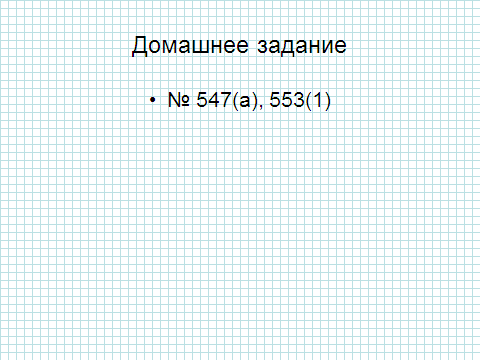 Домашнее задание
• № 547(а), 553(1)